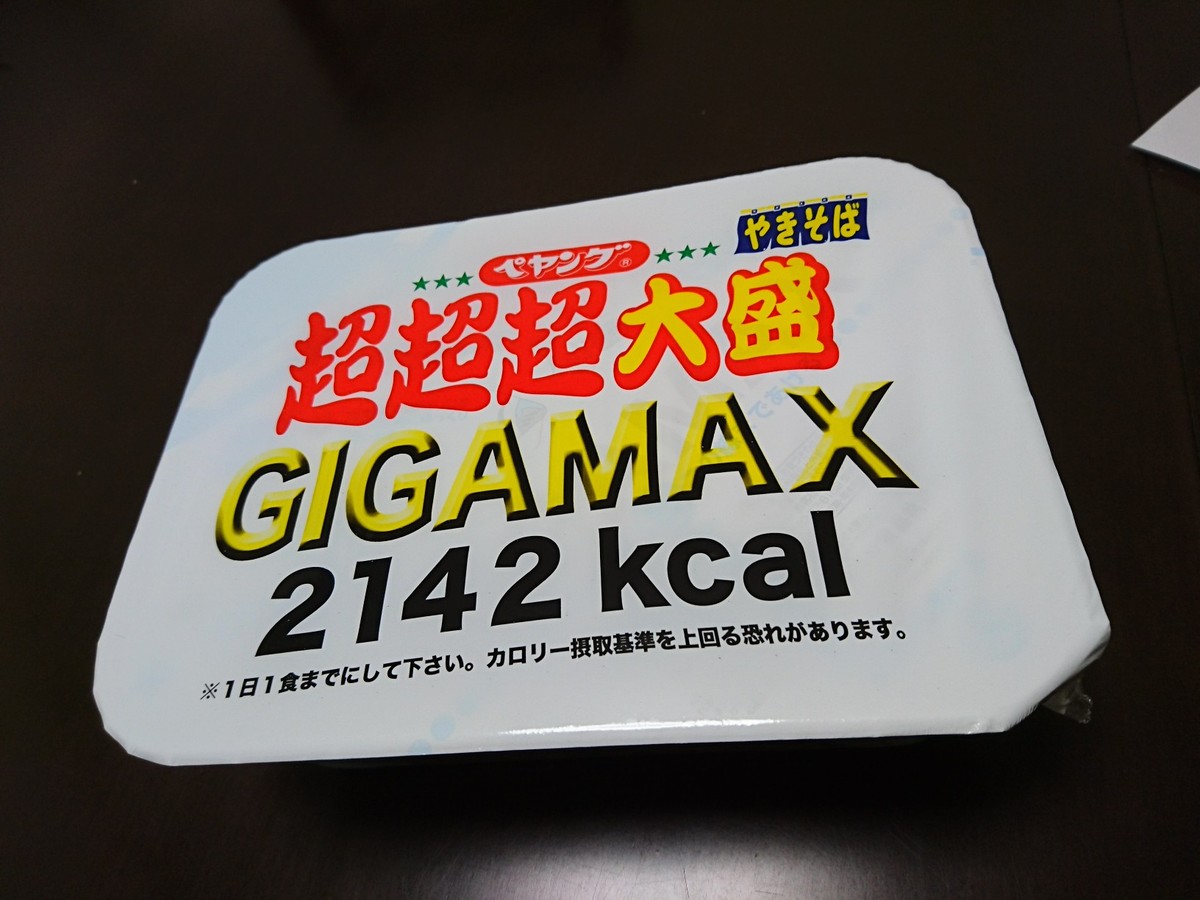 やきそば
★★★ペヤング®★★★
超超超大盛
GIGAMAX
2142 kcal
※1日1食までにして下さい。カロリー摂取基準を上回る恐れがあります。